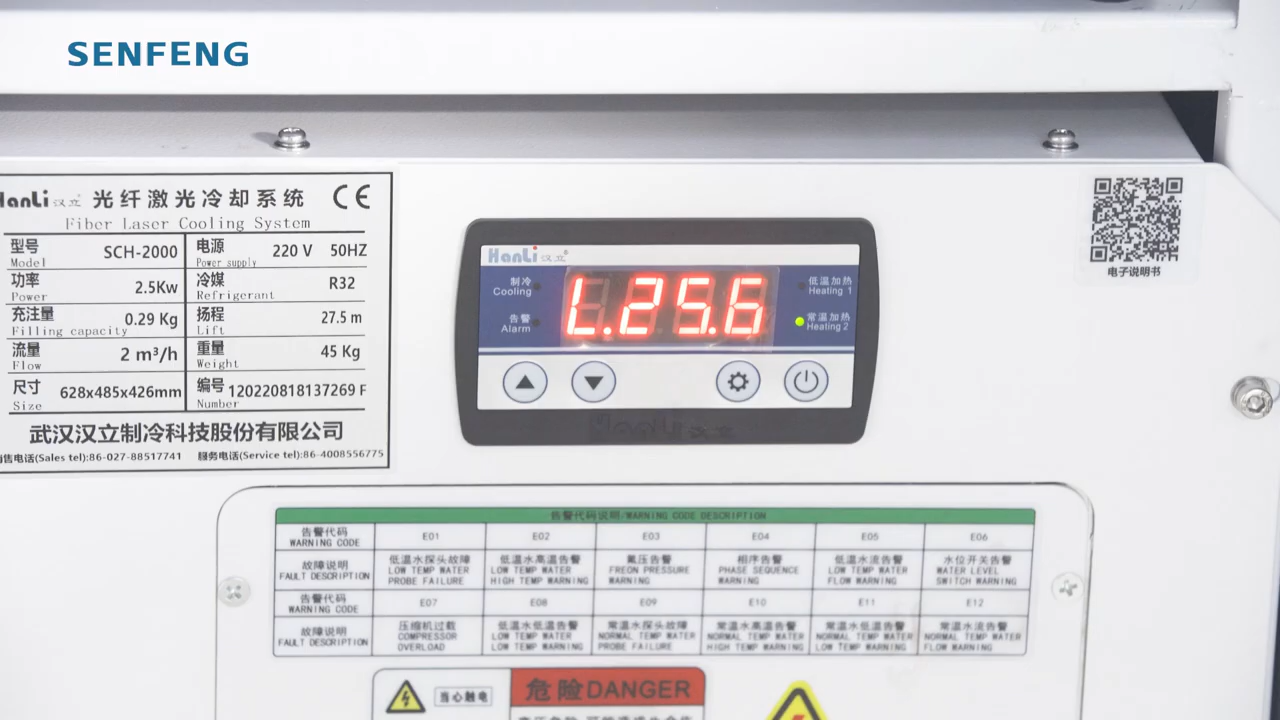 SENFENG
HanLi 汉立 光纤激光冷却系统 CE
Fiber Laser Cooling System
型号 Model SCH-2000 电源 Power supply 220 V 50HZ
功率 Power 2.5Kw 冷媒 Refrigerant R32
充注量 Filling capacity 0.29 Kg 扬程 Lift 27.5 m
流量 Flow 2 m³/h 重量 Weight 45 Kg
尺寸 Size 628x485x426mm 编号 Number 120220818137269 F
武汉汉立制冷科技股份有限公司
售电话(Sales tel):86-027-88517741 服务电话(Service tel):86-4008556775
HanLi 汉立
制冷 Cooling
告警 Alarm
L.25.6
低温加热 Heating 1
常温加热 Heating 2
电子说明书
告警代码说明/WARNING CODE DESCRIPTION
告警代码 WARNING CODE E01 E02 E03 E04 E05 E06
故障说明 FAULT DESCRIPTION 低温水探头故障 LOW TEMP WATER PROBE FAILURE 低温水高温告警 LOW TEMP WATER HIGH TEMP WARNING 氟压告警 FREON PRESSURE WARNING 相序告警 PHASE SEQUENCE WARNING 低温水流告警 LOW TEMP WATER FLOW WARNING 水位开关告警 WATER LEVEL SWITCH WARNING
告警代码 WARNING CODE E07 E08 E09 E10 E11 E12
故障说明 FAULT DESCRIPTION 压缩机过载 COMPRESSOR OVERLOAD 低温水低温告警 LOW TEMP WATER LOW TEMP WARNING 常温水探头故障 NORMAL TEMP WATER PROBE FAILURE 常温水高温告警 NORMAL TEMP WATER HIGH TEMP WARNING 常温水低温告警 NORMAL TEMP WATER LOW TEMP WARNING 常温水流告警 NORMAL TEMP WATER FLOW WARNING
当心触电
危险DANGER